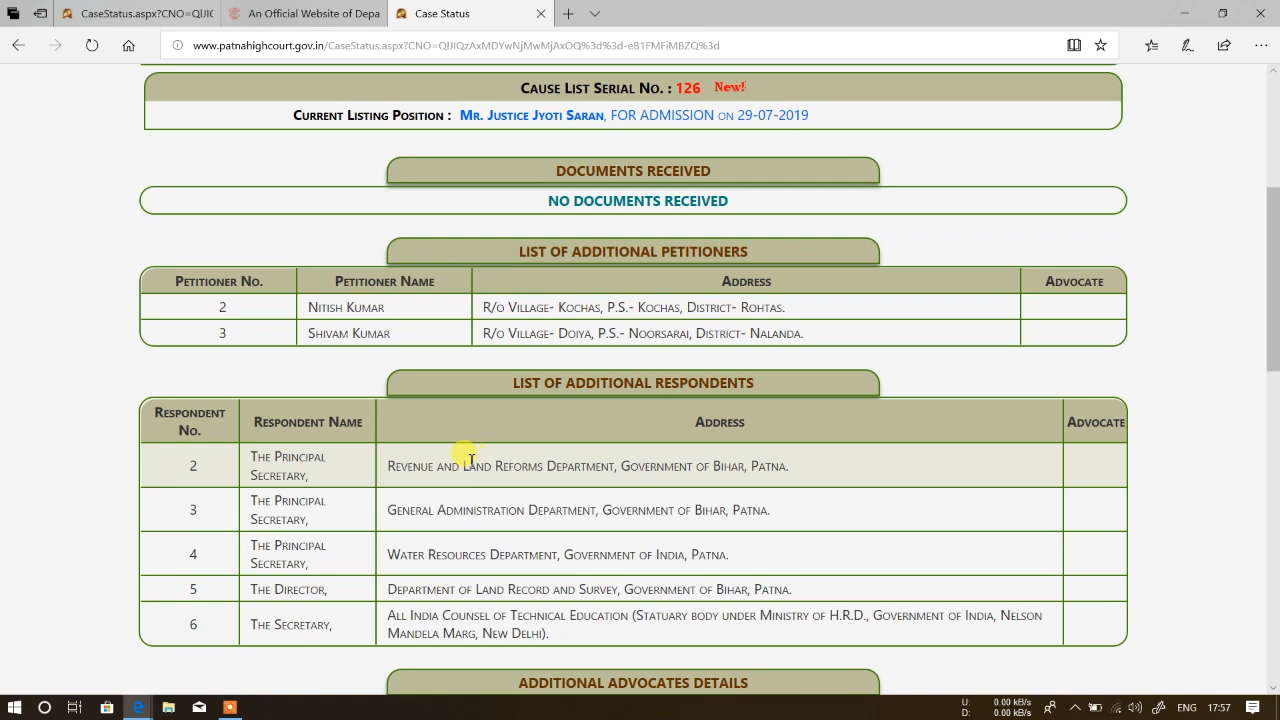 CaseStatus.aspx?CNO=QlJIC
An Official Website of Depa
Case Status
www.patnahighcourt.gov.in/CaseStatus.aspx?CNO=QlJIQzAxMDYwNjMwMjAxOQ%3d%3d-eB1FMFiMBZQ%3d
CAUSE LIST SERIAL NO. : 126 New!
CURRENT LISTING POSITION : MR. JUSTICE JYOTI SARAN, FOR ADMISSION ON 29-07-2019
DOCUMENTS RECEIVED
NO DOCUMENTS RECEIVED
LIST OF ADDITIONAL PETITIONERS
PETITIONER NO. PETITIONER NAME ADDRESS ADVOCATE
2 NITISH KUMAR R/O VILLAGE- KOCHAS, P.S.- KOCHAS, DISTRICT- ROHTAS.
3 SHIVAM KUMAR R/O VILLAGE- DOIYA, P.S.- NOORSARAI, DISTRICT- NALANDA.
LIST OF ADDITIONAL RESPONDENTS
RESPONDENT NO. RESPONDENT NAME ADDRESS ADVOCATE
2 THE PRINCIPAL SECRETARY, REVENUE AND LAND REFORMS DEPARTMENT, GOVERNMENT OF BIHAR, PATNA.
3 THE PRINCIPAL SECRETARY, GENERAL ADMINISTRATION DEPARTMENT, GOVERNMENT OF BIHAR, PATNA.
4 THE PRINCIPAL SECRETARY, WATER RESOURCES DEPARTMENT, GOVERNMENT OF INDIA, PATNA.
5 THE DIRECTOR, DEPARTMENT OF LAND RECORD AND SURVEY, GOVERNMENT OF BIHAR, PATNA.
6 THE SECRETARY, ALL INDIA COUNSEL OF TECHNICAL EDUCATION (STATUARY BODY UNDER MINISTRY OF H.R.D., GOVERNMENT OF INDIA, NELSON
MANDELA MARG, NEW DELHI).
ADDITIONAL ADVOCATES DETAILS
U: 0.00 kB/s
D: 0.00 kB/s
ENG 17:57